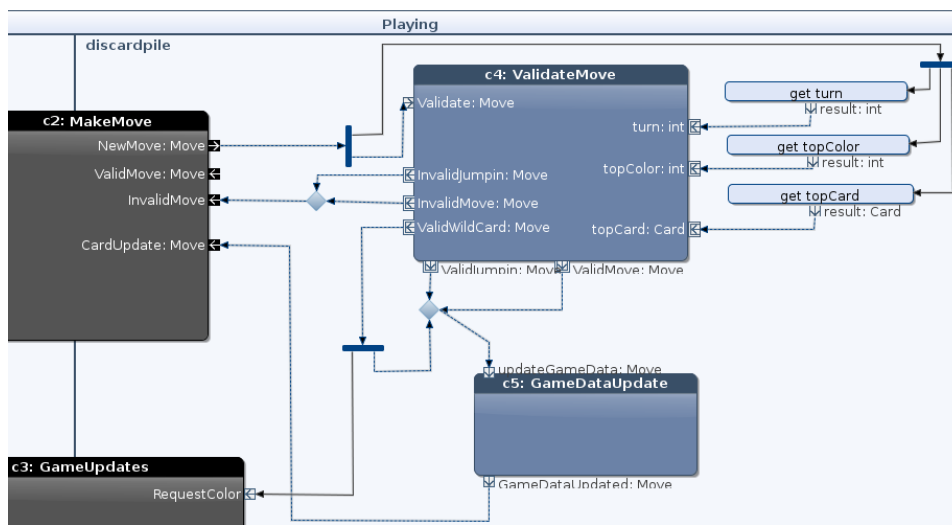 Playing
discardpile
c4: ValidateMove
Validate: Move
get turn
result: int
c2: MakeMove
turn: int
NewMove: Move
get topColor
result: int
ValidMove: Move
InvalidJumpin: Move
topColor: int
InvalidMove
InvalidMove: Move
get topCard
result: Card
ValidWildCard: Move
topCard: Card
CardUpdate: Move
ValidJumpin: Move
ValidMove: Move
updateGameData: Move
c5: GameDataUpdate
c3: GameUpdates
GameDataUpdated: Move
RequestColor